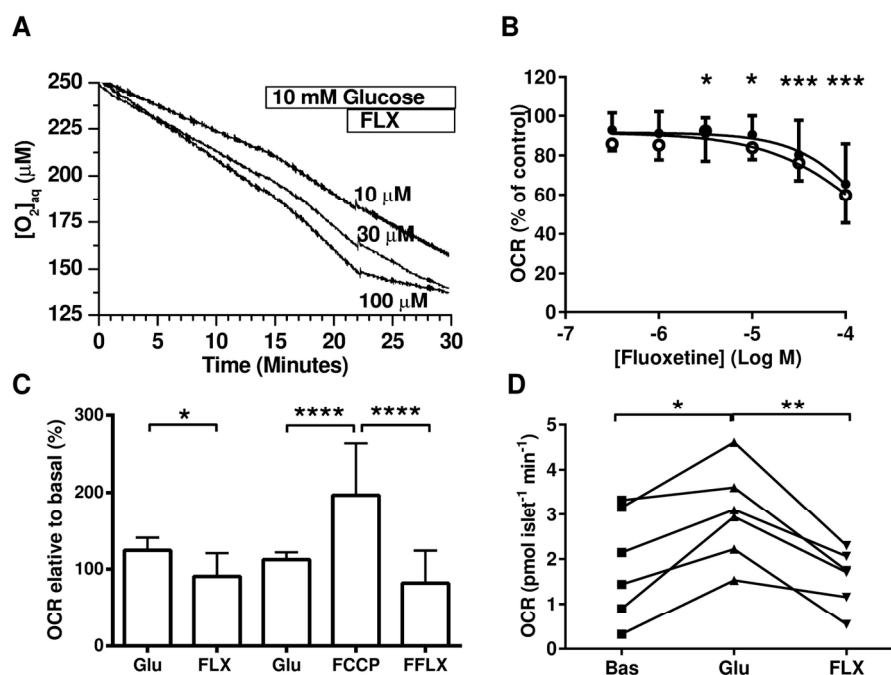 A
250
225
200
175
150
125
[O2]aq (μM)
10 mM Glucose
FLX
10 μM
30 μM
100 μM
0 5 10 15 20 25 30
Time (Minutes)
B
120
100
80
60
40
20
0
OCR (% of control)
* * *** ***
-7 -6 -5 -4
[Fluoxetine] (Log M)
C
300
200
100
0
OCR elative to basal (%)
* **** ****
Glu FLX Glu FCCP FFLX
D
5
4
3
2
1
0
OCR (pmol islet-1 min-1)
* **
Bas Glu FLX